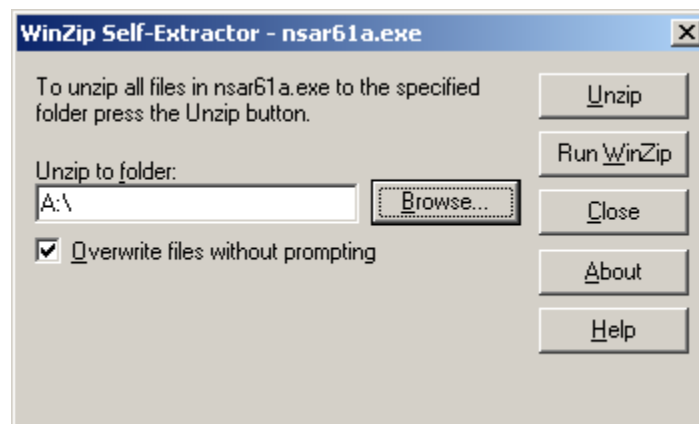 WinZip Self-Extractor - nsar61a.exe
To unzip all files in nsar61a.exe to the specified
folder press the Unzip button.
Unzip to folder:
A:\
Browse...
Overwrite files without prompting
Unzip
Run WinZip
Close
About
Help